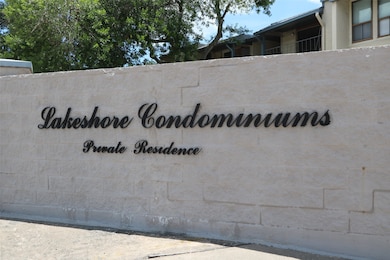 Lakeshore Condominiums
Private Residence